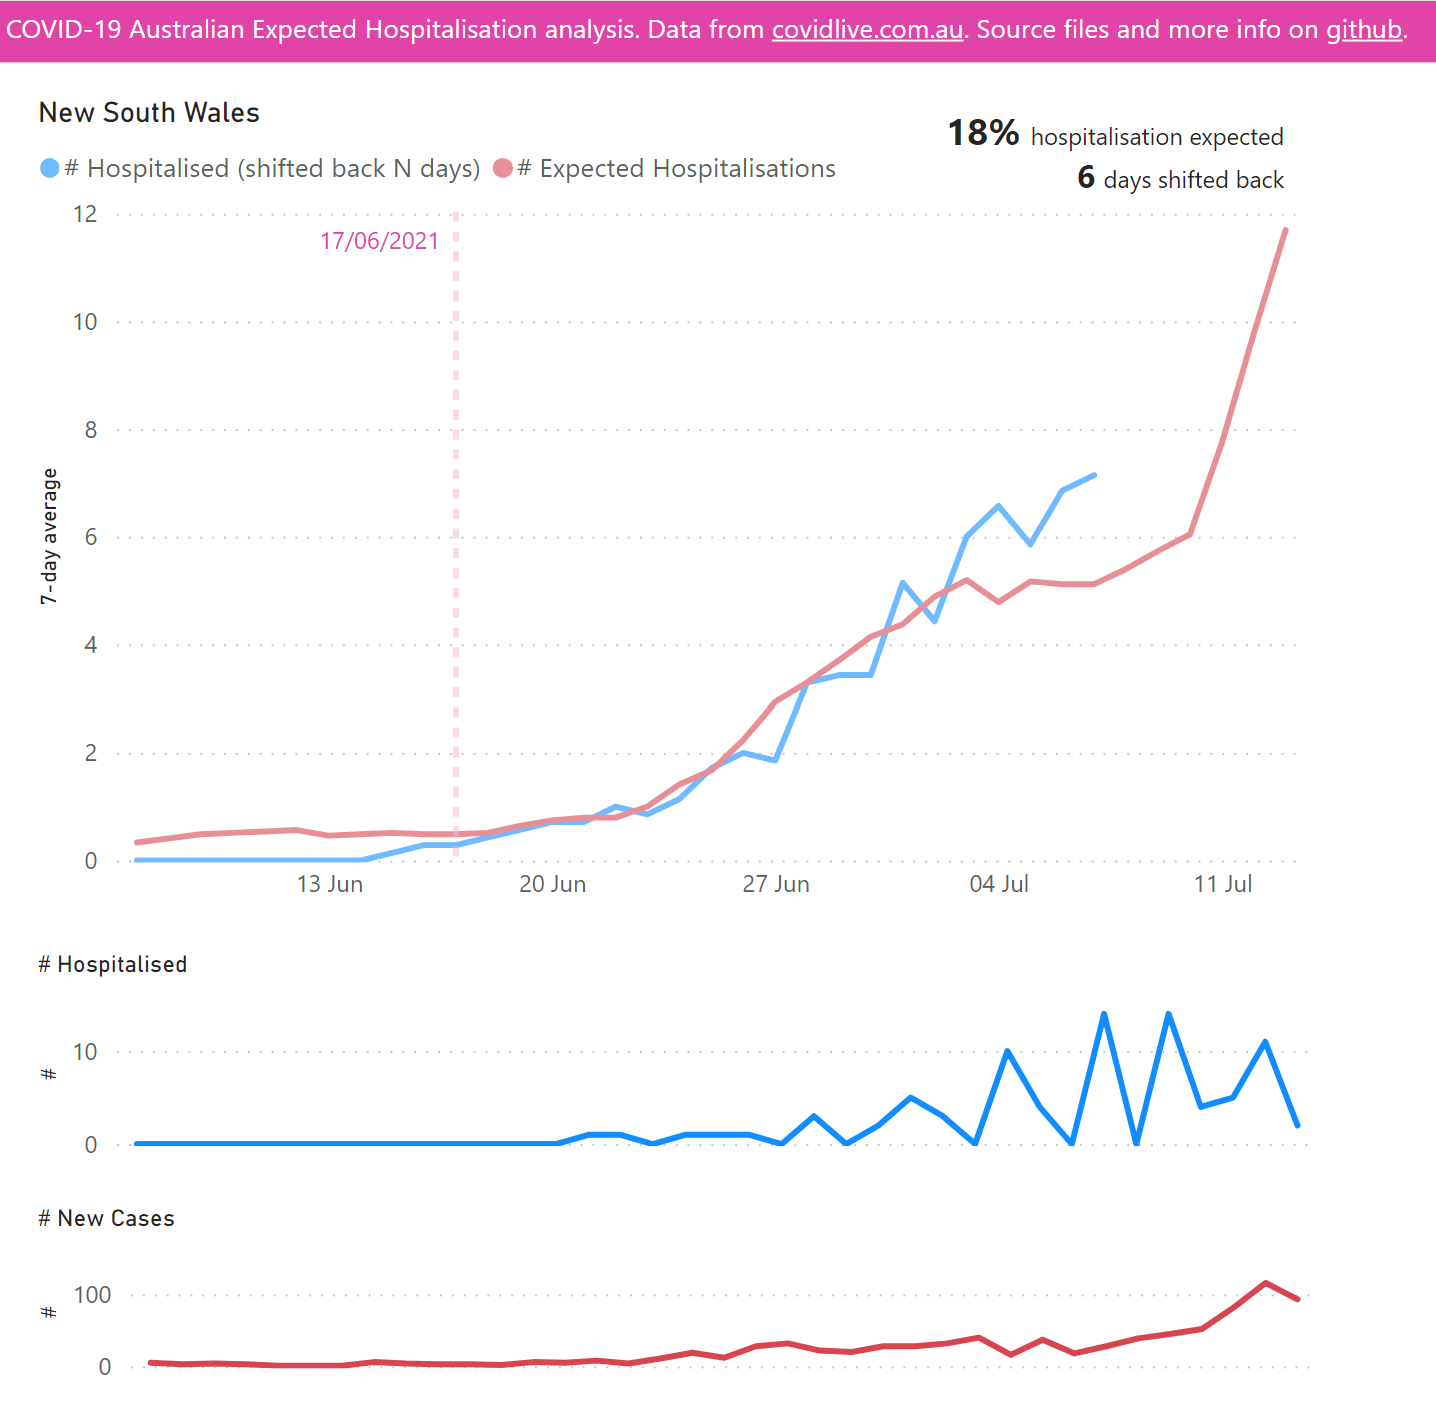 COVID-19 Australian Expected Hospitalisation analysis. Data from covidlive.com.au. Source files and more info on github.
New South Wales
18% hospitalisation expected
# Hospitalised (shifted back N days) # Expected Hospitalisations
6 days shifted back
12
17/06/2021
10
8
7-day average
6
4
2
0
13 Jun 20 Jun 27 Jun 04 Jul 11 Jul
# Hospitalised
10
#
0
# New Cases
100
#
0